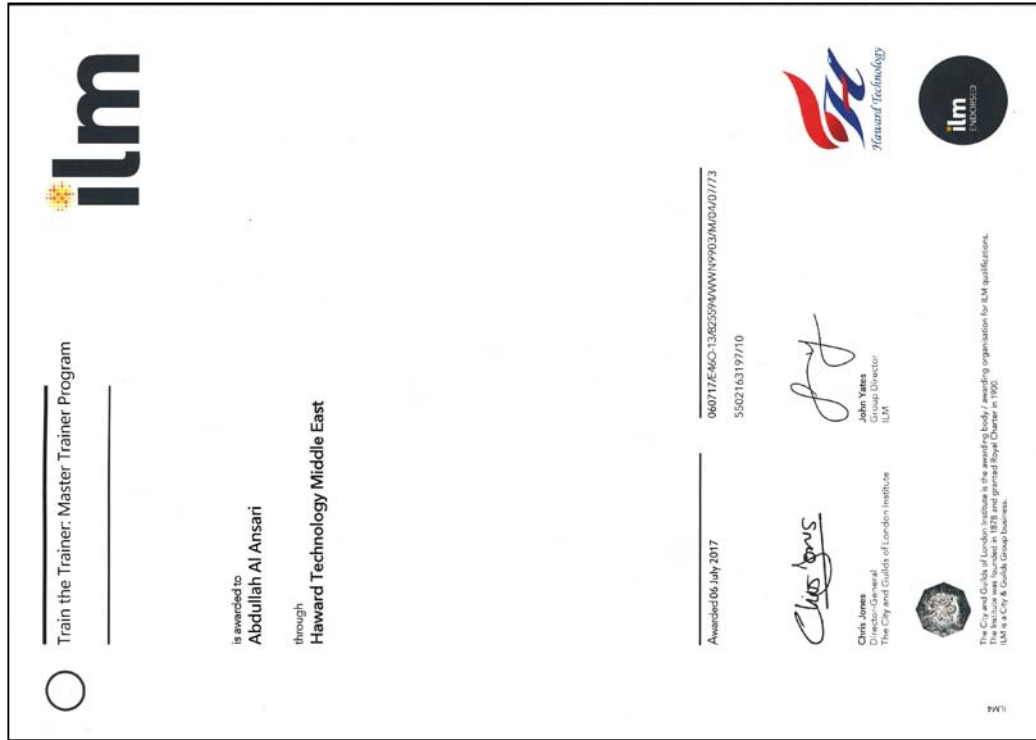 ilm
Train the Trainer: Master Trainer Program
is awarded to
Abdullah Al Ansari
through
Haward Technology Middle East
Awarded 06 July 2017
060717/E46C-13/825594/WWN9903/M/04/07/73
5502163197/10
Chris Jones
Chris Jones
Director-General
The City and Guilds of London Institute
John Yates
Group Director
ILM
Haward Technology
ilm
ENDORSED
The City and Guilds of London Institute is the awarding body / awarding organisation for ILM qualifications.
The Institute was founded in 1878 and granted Royal Charter in 1900.
ILM is a City & Guilds Group business.
ILM4